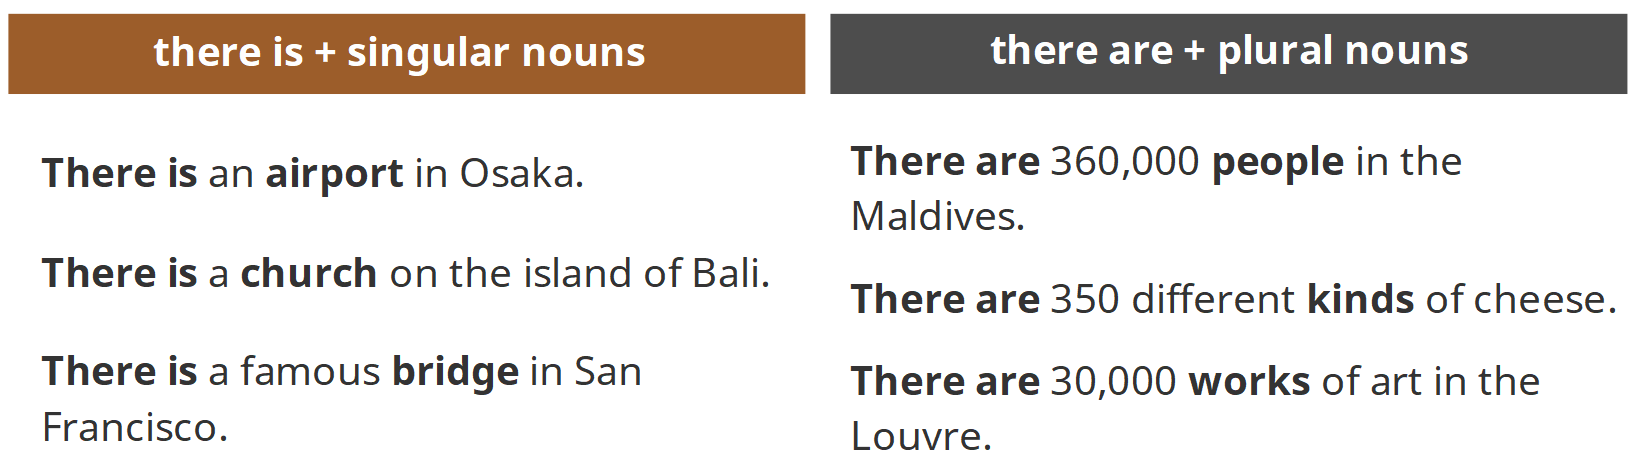 there is + singular nouns
There is an airport in Osaka.
There is a church on the island of Bali.
There is a famous bridge in San
Francisco.
there are + plural nouns
There are 360,000 people in the
Maldives.
There are 350 different kinds of cheese.
There are 30,000 works of art in the
Louvre.